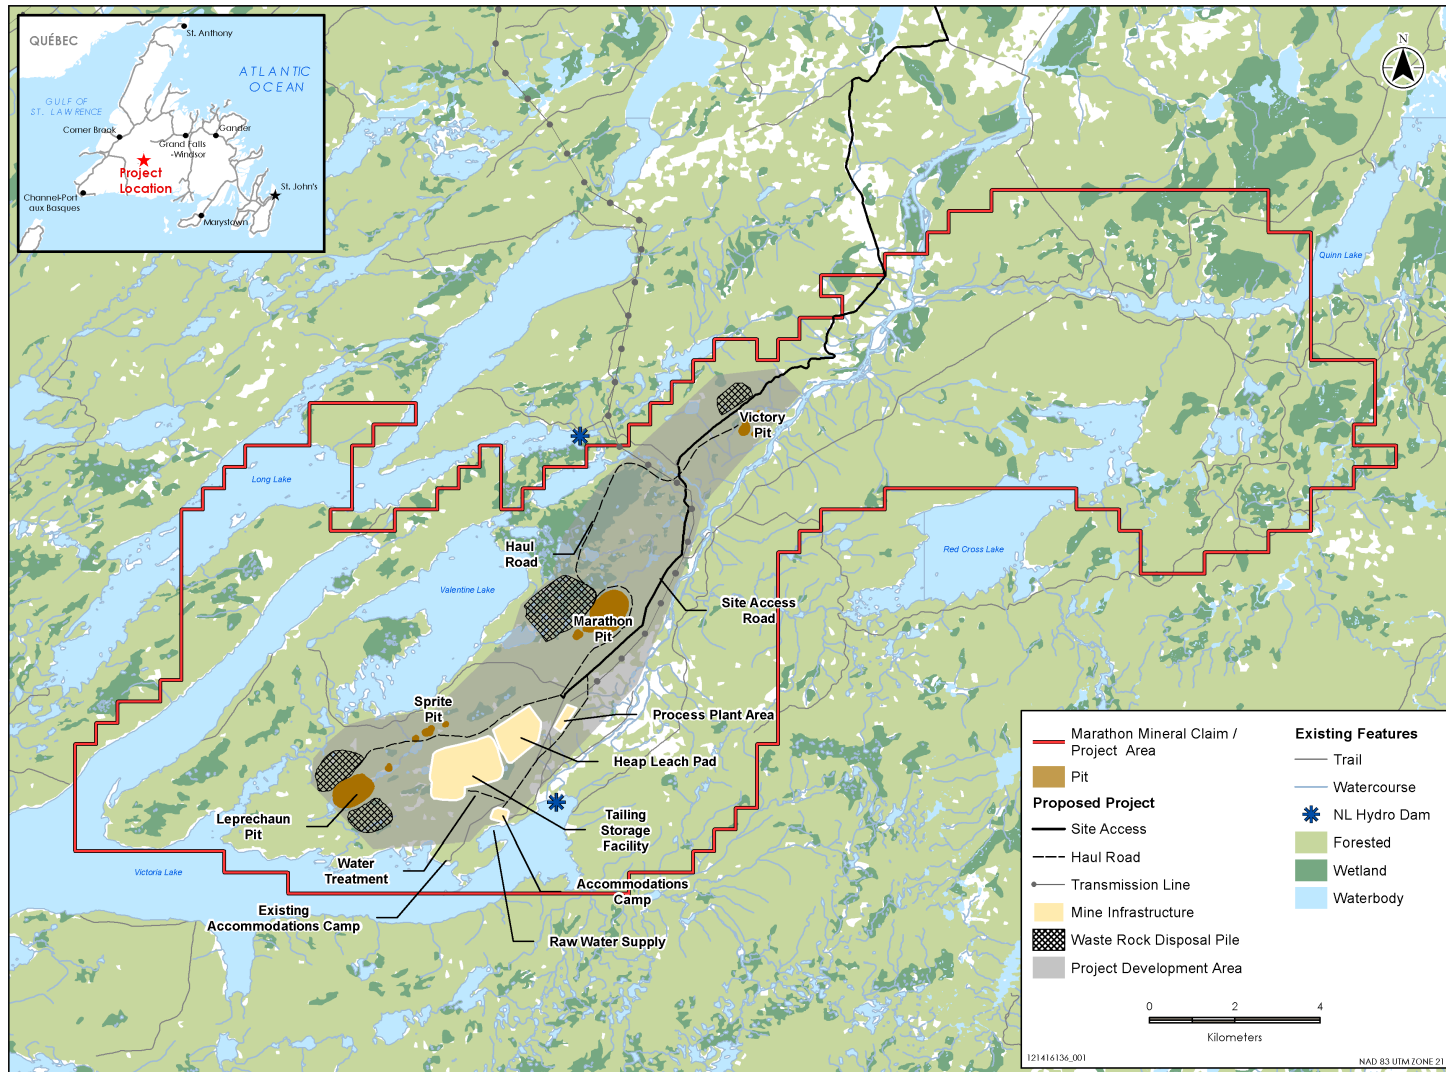 QUÉBEC
St. Anthony
ATLANTIC
OCEAN
GULF OF
ST. LAWRENCE
Corner Brook
Gander
Grand Falls
-Windsor
Project
Location
St. John's
Channel-Port
aux Basques
Marystown
N
Quinn Lake
Victory
Pit
Long Lake
Haul
Road
Red Cross Lake
Valentine Lake
Site Access
Road
Marathon
Pit
Sprite
Pit
Process Plant Area
Heap Leach Pad
Leprechaun
Pit
Tailing
Storage
Facility
Water
Treatment
Victoria Lake
Accommodations
Camp
Existing
Accommodations Camp
Raw Water Supply
Marathon Mineral Claim /
Project Area
Pit
Proposed Project
Site Access
Haul Road
Transmission Line
Mine Infrastructure
Waste Rock Disposal Pile
Project Development Area
Existing Features
Trail
Watercourse
NL Hydro Dam
Forested
Wetland
Waterbody
0 2 4
Kilometers
121416136_001
NAD 83 UTM ZONE 21